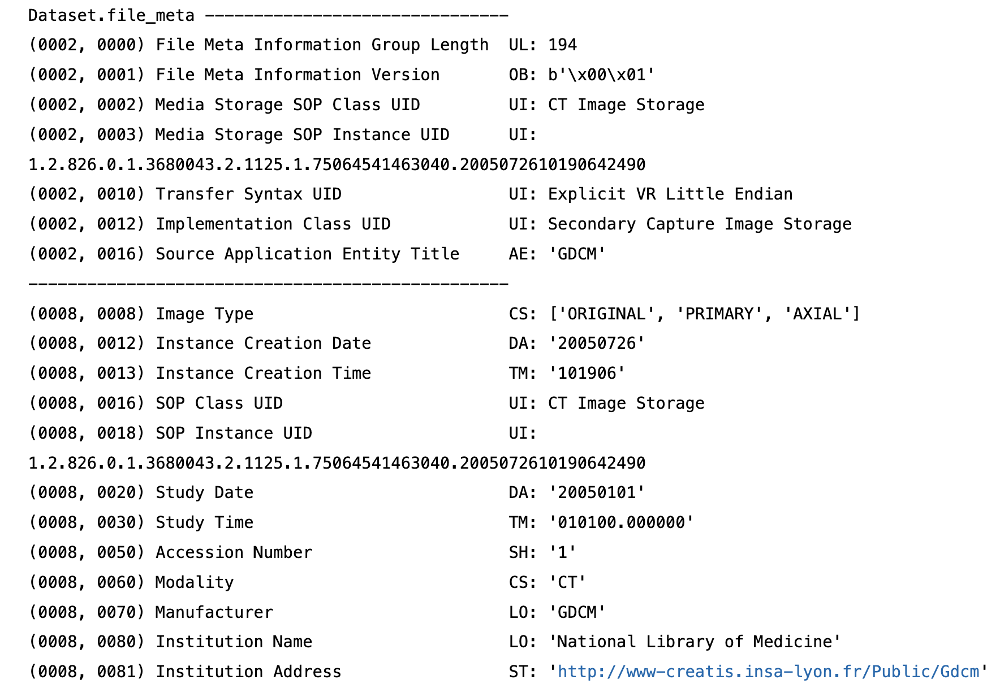 Dataset.file_meta -------------------------------
(0002, 0000) File Meta Information Group Length  UL: 194
(0002, 0001) File Meta Information Version       OB: b'\x00\x01'
(0002, 0002) Media Storage SOP Class UID         UI: CT Image Storage
(0002, 0003) Media Storage SOP Instance UID      UI:
1.2.826.0.1.3680043.2.1125.1.75064541463040.2005072610190642490
(0002, 0010) Transfer Syntax UID                 UI: Explicit VR Little Endian
(0002, 0012) Implementation Class UID            UI: Secondary Capture Image Storage
(0002, 0016) Source Application Entity Title     AE: 'GDCM'
-------------------------------------------------
(0008, 0008) Image Type                          CS: ['ORIGINAL', 'PRIMARY', 'AXIAL']
(0008, 0012) Instance Creation Date              DA: '20050726'
(0008, 0013) Instance Creation Time              TM: '101906'
(0008, 0016) SOP Class UID                       UI: CT Image Storage
(0008, 0018) SOP Instance UID                    UI:
1.2.826.0.1.3680043.2.1125.1.75064541463040.2005072610190642490
(0008, 0020) Study Date                          DA: '20050101'
(0008, 0030) Study Time                          TM: '010100.000000'
(0008, 0050) Accession Number                    SH: '1'
(0008, 0060) Modality                            CS: 'CT'
(0008, 0070) Manufacturer                        LO: 'GDCM'
(0008, 0080) Institution Name                    LO: 'National Library of Medicine'
(0008, 0081) Institution Address                 ST: 'http://www-creatis.insa-lyon.fr/Public/Gdcm'